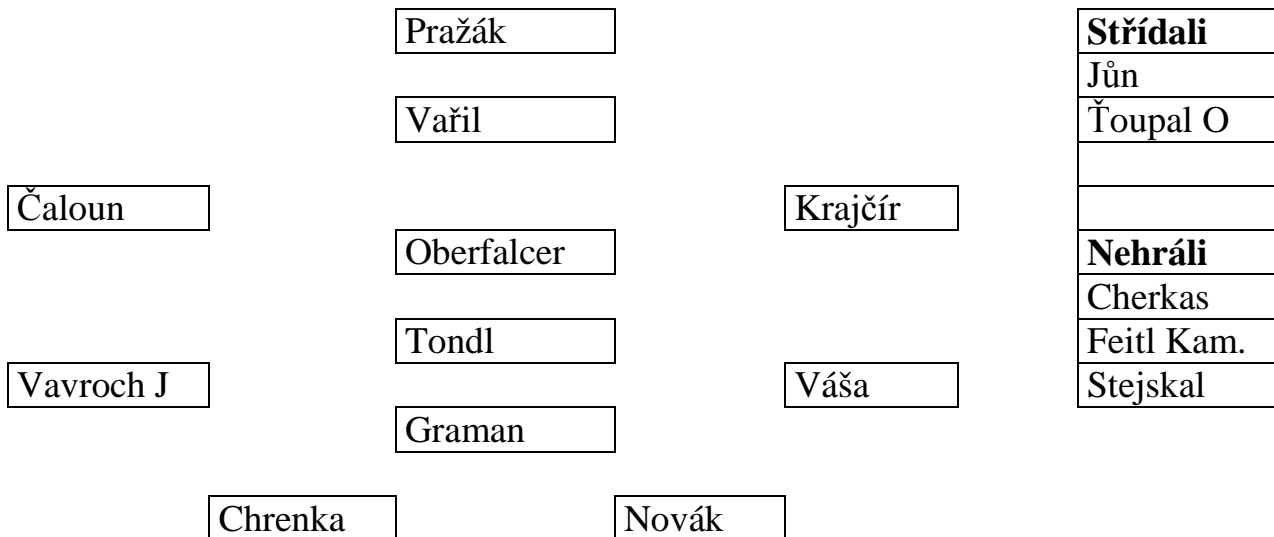 Pražák
Střídali
Jůn
Vařil
Ťoupal O
Čaloun
Krajčír
Oberfalcer
Nehráli
Cherkas
Tondl
Feitl Kam.
Vavroch J
Váša
Stejskal
Graman
Chrenka
Novák